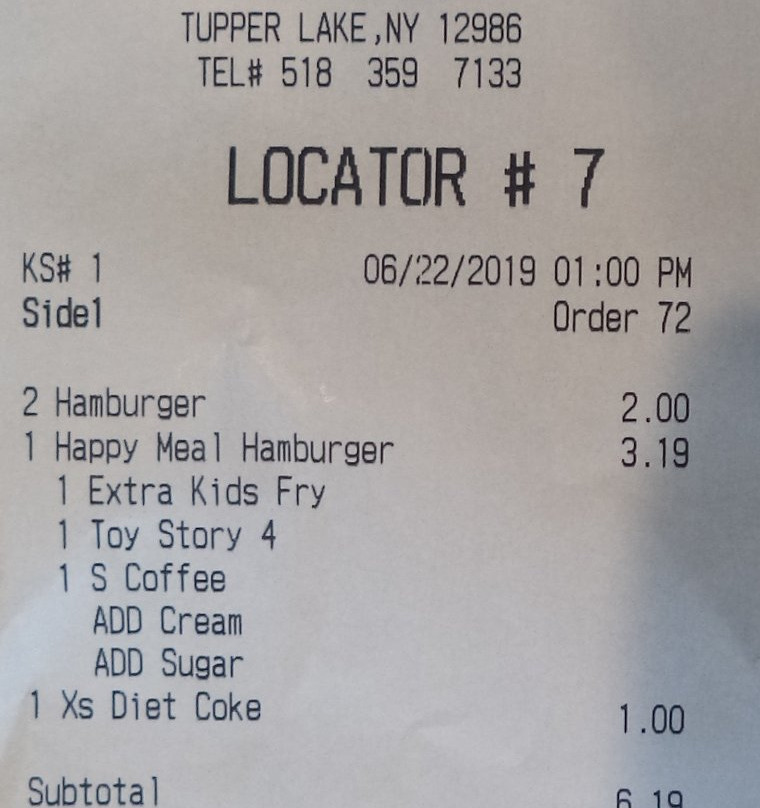 TUPPER LAKE,NY 12986
TEL# 518 359 7133
LOCATOR # 7
KS# 1 06/22/2019 01:00 PM
Side1 Order 72
2 Hamburger 2.00
1 Happy Meal Hamburger 3.19
1 Extra Kids Fry
1 Toy Story 4
1 S Coffee
ADD Cream
ADD Sugar
1 Xs Diet Coke 1.00
Subtotal 6.19